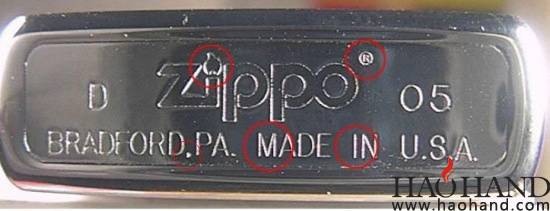 Zippo®
D 05
BRADFORD,PA. MADE IN U.S.A.
HAOHAND
www.haohand.com